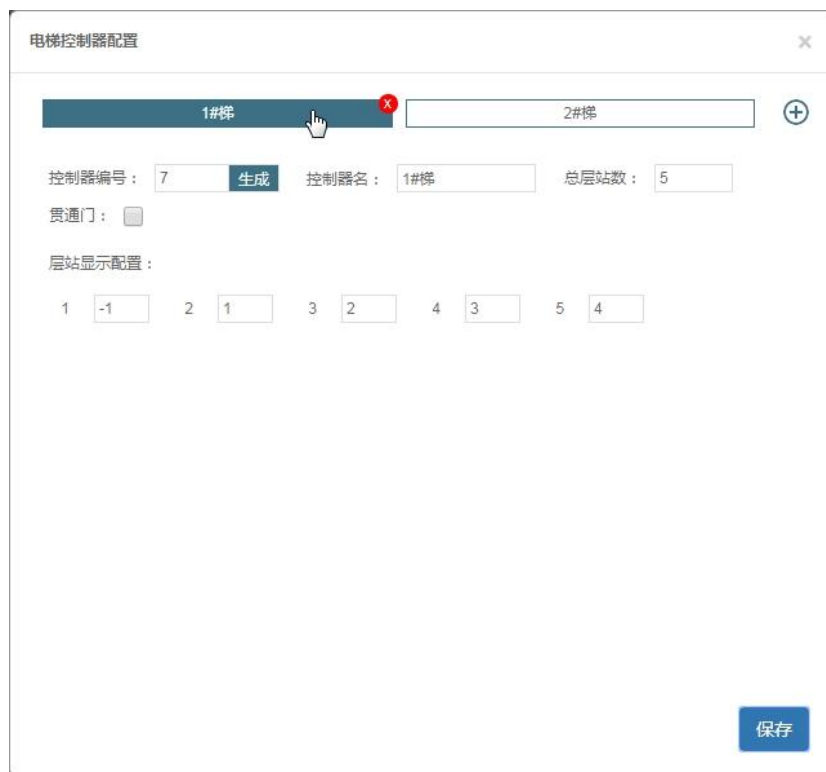 电梯控制器配置 ×
1#梯 X 2#梯
控制器编号： 7 生成 控制器名： 1#梯 总层站数： 5
贯通门：
层站显示配置：
1 -1 2 1 3 2 4 3 5 4
保存